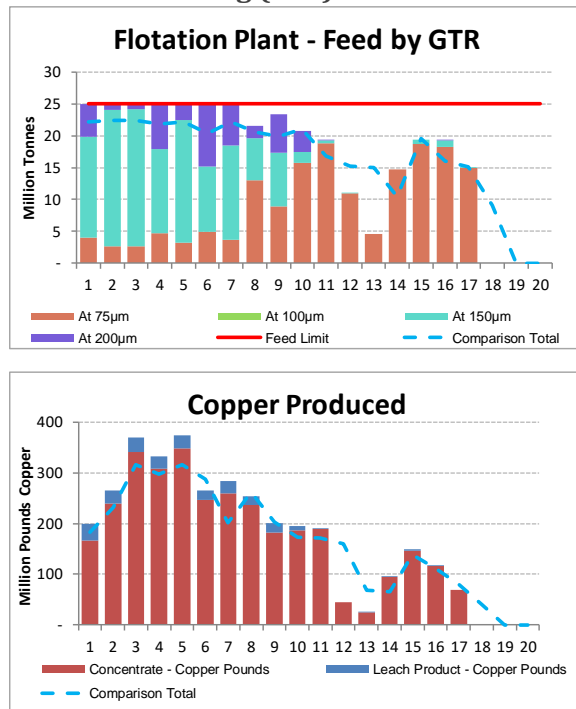 Flotation Plant - Feed by GTR
30
25
20
15
10
5
-
Million Tonnes
1 2 3 4 5 6 7 8 9 10 11 12 13 14 15 16 17 18 19 20
At 75µm At 100µm At 150µm
At 200µm Feed Limit Comparison Total
Copper Produced
400
300
200
100
-
Million Pounds Copper
1 2 3 4 5 6 7 8 9 10 11 12 13 14 15 16 17 18 19 20
Concentrate - Copper Pounds Leach Product - Copper Pounds
Comparison Total